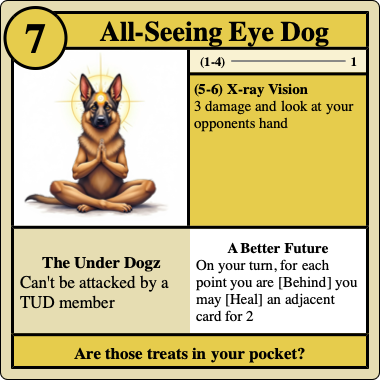 7
All-Seeing Eye Dog
(1-4) 1
(5-6) X-ray Vision
3 damage and look at your
opponents hand
The Under Dogz
Can't be attacked by a
TUD member
A Better Future
On your turn, for each
point you are [Behind] you
may [Heal] an adjacent
card for 2
Are those treats in your pocket?